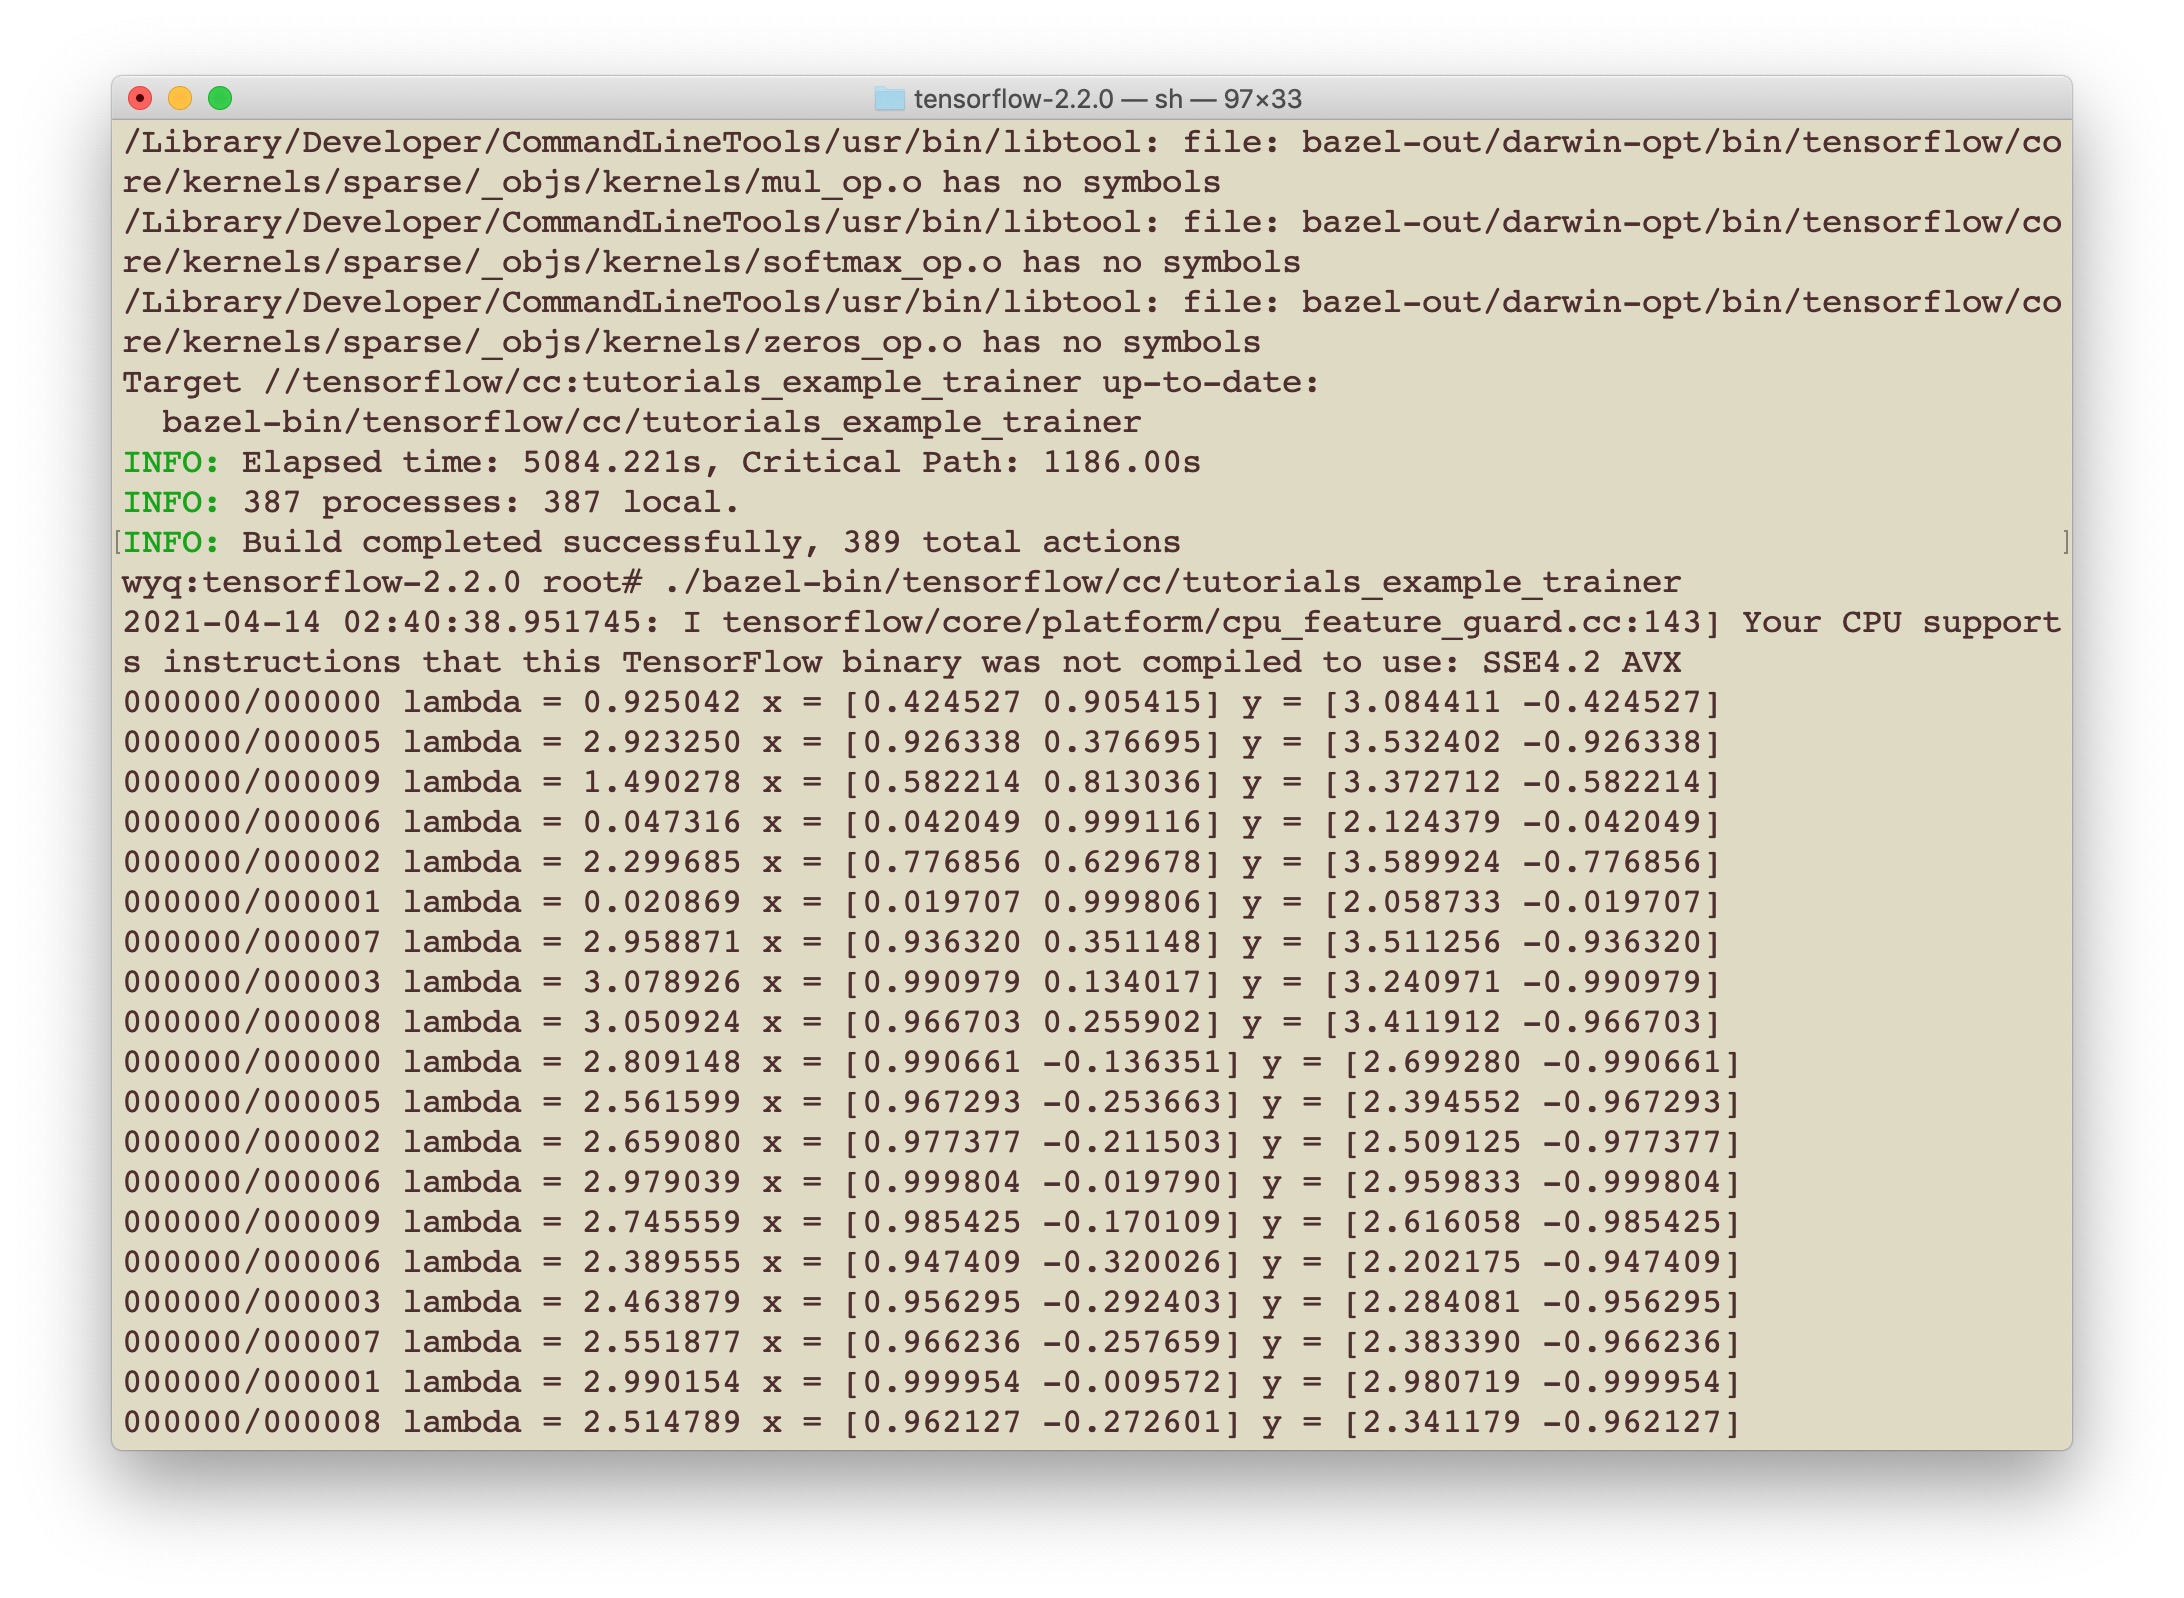 tensorflow-2.2.0 — sh — 97×33
/Library/Developer/CommandLineTools/usr/bin/libtool: file: bazel-out/darwin-opt/bin/tensorflow/co
re/kernels/sparse/_objs/kernels/mul_op.o has no symbols
/Library/Developer/CommandLineTools/usr/bin/libtool: file: bazel-out/darwin-opt/bin/tensorflow/co
re/kernels/sparse/_objs/kernels/softmax_op.o has no symbols
/Library/Developer/CommandLineTools/usr/bin/libtool: file: bazel-out/darwin-opt/bin/tensorflow/co
re/kernels/sparse/_objs/kernels/zeros_op.o has no symbols
Target //tensorflow/cc:tutorials_example_trainer up-to-date:
  bazel-bin/tensorflow/cc/tutorials_example_trainer
INFO: Elapsed time: 5084.221s, Critical Path: 1186.00s
INFO: 387 processes: 387 local.
[INFO: Build completed successfully, 389 total actions ]
wyq:tensorflow-2.2.0 root# ./bazel-bin/tensorflow/cc/tutorials_example_trainer
2021-04-14 02:40:38.951745: I tensorflow/core/platform/cpu_feature_guard.cc:143] Your CPU support
s instructions that this TensorFlow binary was not compiled to use: SSE4.2 AVX
000000/000000 lambda = 0.925042 x = [0.424527 0.905415] y = [3.084411 -0.424527]
000000/000005 lambda = 2.923250 x = [0.926338 0.376695] y = [3.532402 -0.926338]
000000/000009 lambda = 1.490278 x = [0.582214 0.813036] y = [3.372712 -0.582214]
000000/000006 lambda = 0.047316 x = [0.042049 0.999116] y = [2.124379 -0.042049]
000000/000002 lambda = 2.299685 x = [0.776856 0.629678] y = [3.589924 -0.776856]
000000/000001 lambda = 0.020869 x = [0.019707 0.999806] y = [2.058733 -0.019707]
000000/000007 lambda = 2.958871 x = [0.936320 0.351148] y = [3.511256 -0.936320]
000000/000003 lambda = 3.078926 x = [0.990979 0.134017] y = [3.240971 -0.990979]
000000/000008 lambda = 3.050924 x = [0.966703 0.255902] y = [3.411912 -0.966703]
000000/000000 lambda = 2.809148 x = [0.990661 -0.136351] y = [2.699280 -0.990661]
000000/000005 lambda = 2.561599 x = [0.967293 -0.253663] y = [2.394552 -0.967293]
000000/000002 lambda = 2.659080 x = [0.977377 -0.211503] y = [2.509125 -0.977377]
000000/000006 lambda = 2.979039 x = [0.999804 -0.019790] y = [2.959833 -0.999804]
000000/000009 lambda = 2.745559 x = [0.985425 -0.170109] y = [2.616058 -0.985425]
000000/000006 lambda = 2.389555 x = [0.947409 -0.320026] y = [2.202175 -0.947409]
000000/000003 lambda = 2.463879 x = [0.956295 -0.292403] y = [2.284081 -0.956295]
000000/000007 lambda = 2.551877 x = [0.966236 -0.257659] y = [2.383390 -0.966236]
000000/000001 lambda = 2.990154 x = [0.999954 -0.009572] y = [2.980719 -0.999954]
000000/000008 lambda = 2.514789 x = [0.962127 -0.272601] y = [2.341179 -0.962127]